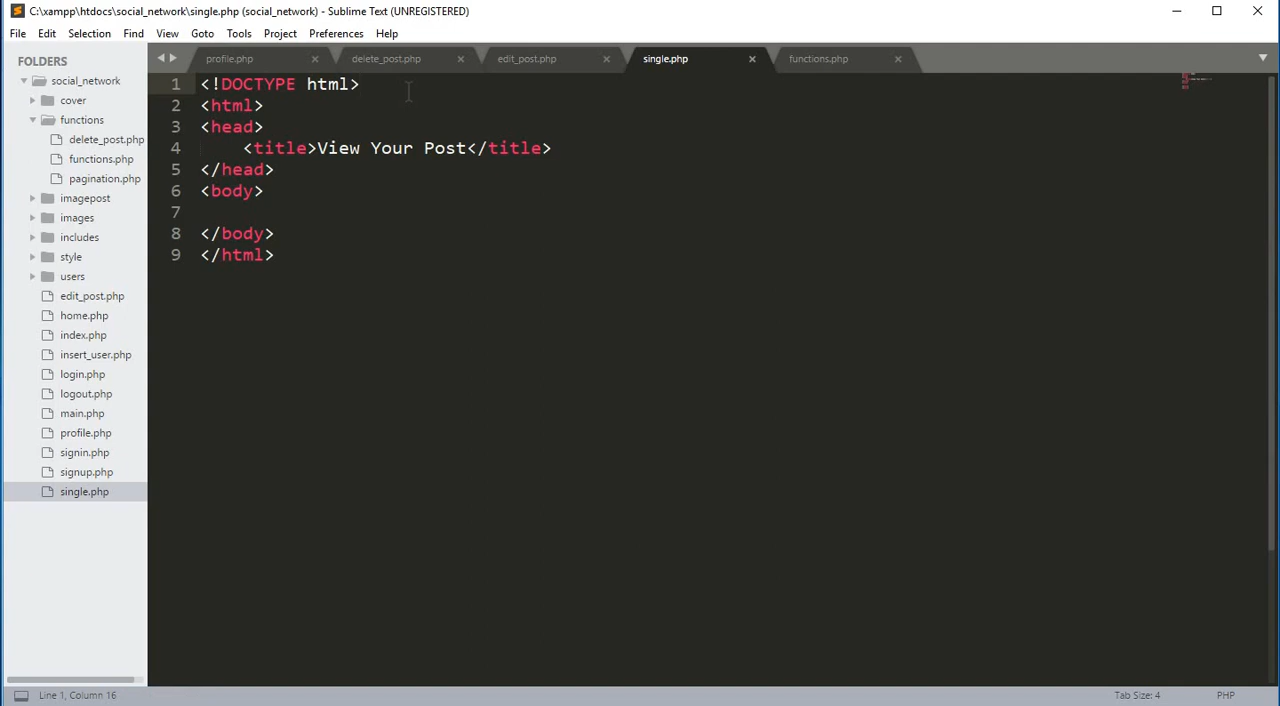 C:\xampp\htdocs\social_network\single.php (social_network) - Sublime Text (UNREGISTERED)
File Edit Selection Find View Goto Tools Project Preferences Help
FOLDERS
social_network
cover
functions
delete_post.php
functions.php
pagination.php
imagepost
images
includes
style
users
edit_post.php
home.php
index.php
insert_user.php
login.php
logout.php
main.php
profile.php
signin.php
signup.php
single.php
profile.php delete_post.php edit_post.php single.php functions.php
1 <!DOCTYPE html>
2 <html>
3 <head>
4 <title>View Your Post</title>
5 </head>
6 <body>
7
8 </body>
9 </html>
Line 1, Column 16 Tab Size: 4 PHP